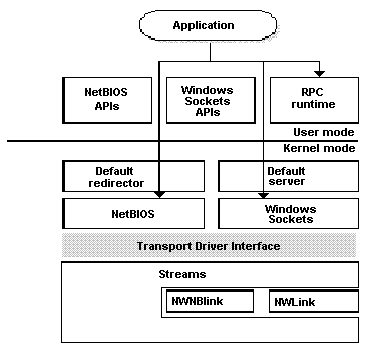 Application
NetBIOS
APIs
Windows
Sockets
APIs
RPC
runtime
User mode
Kernel mode
Default
redirector
Default
server
NetBIOS
Windows
Sockets
Transport Driver Interface
Streams
NWNBlink
NWLink